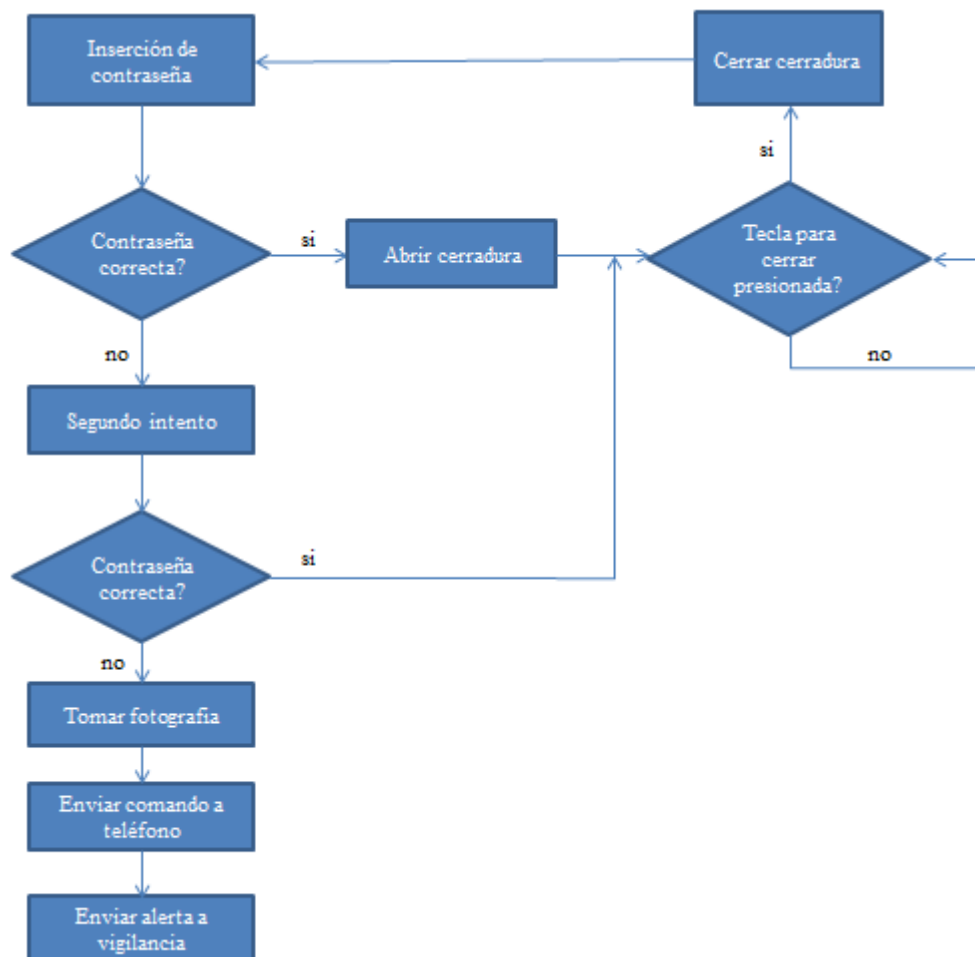 Inserción de
contraseña
Cerrar cerradura
si
Contraseña
correcta?
si
Abrir cerradura
Tecla para
cerrar
presionada?
no
no
Segundo intento
Contraseña
correcta?
si
no
Tomar fotografia
Enviar comando a
teléfono
Enviar alerta a
vigilancia